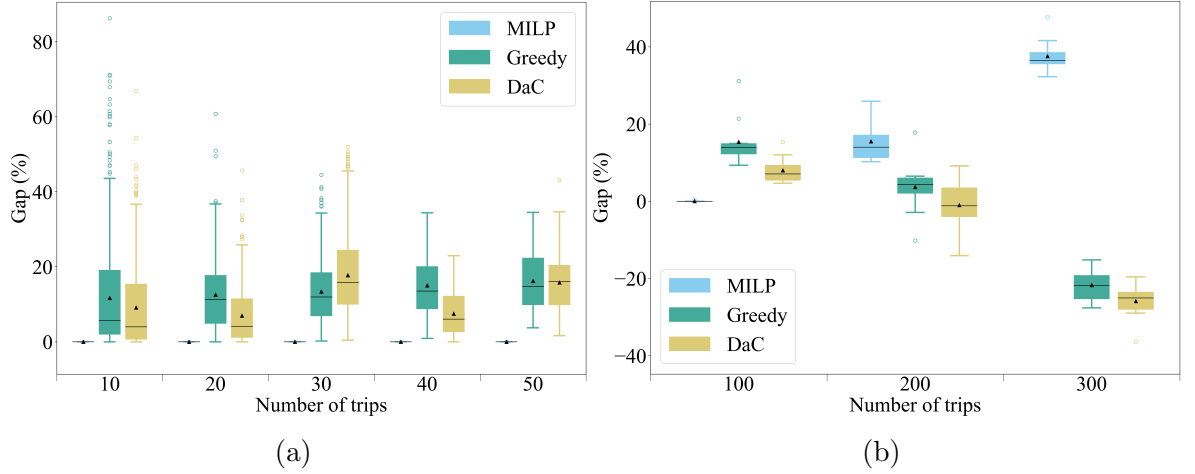 80
60
40
20
0
Gap (%)
MILP
Greedy
DaC
10 20 30 40 50
Number of trips
(a)
40
20
0
−20
−40
Gap (%)
MILP
Greedy
DaC
100 200 300
Number of trips
(b)